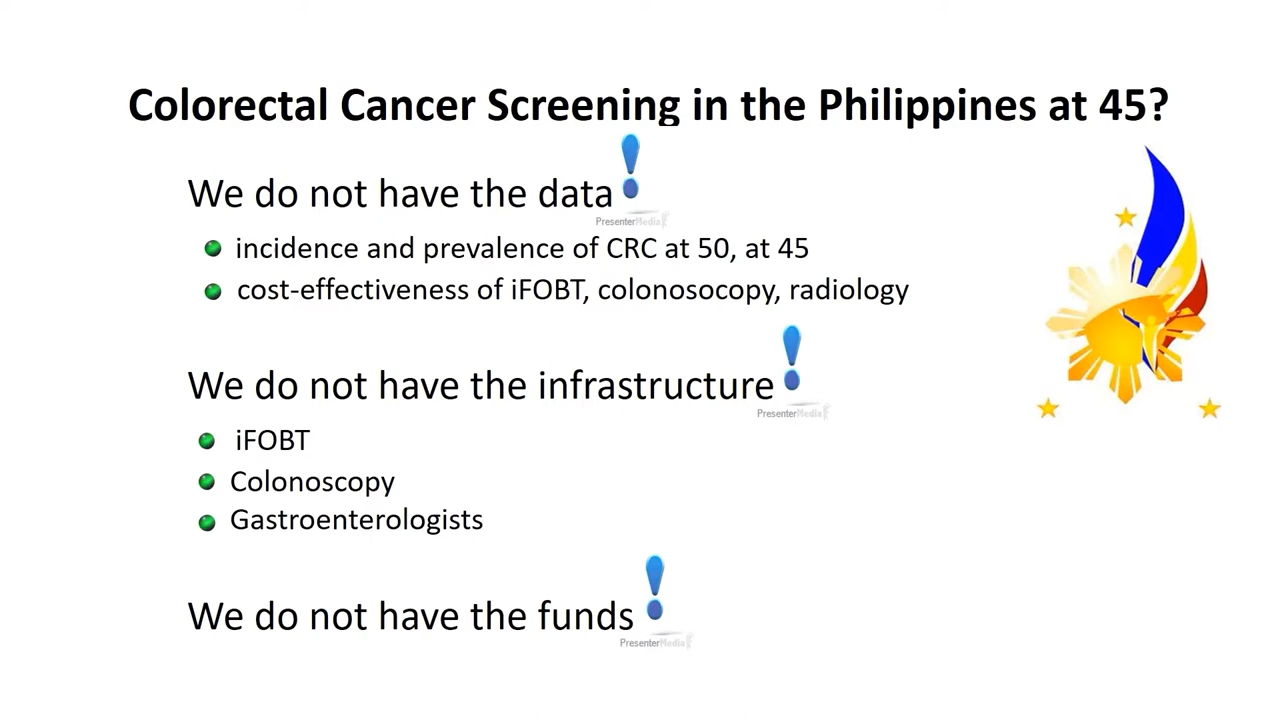 Colorectal Cancer Screening in the Philippines at 45?
We do not have the data!
PresenterMedia
incidence and prevalence of CRC at 50, at 45
cost-effectiveness of iFOBT, colonosocopy, radiology
We do not have the infrastructure!
PresenterMedia
iFOBT
Colonoscopy
Gastroenterologists
We do not have the funds!
PresenterMedia